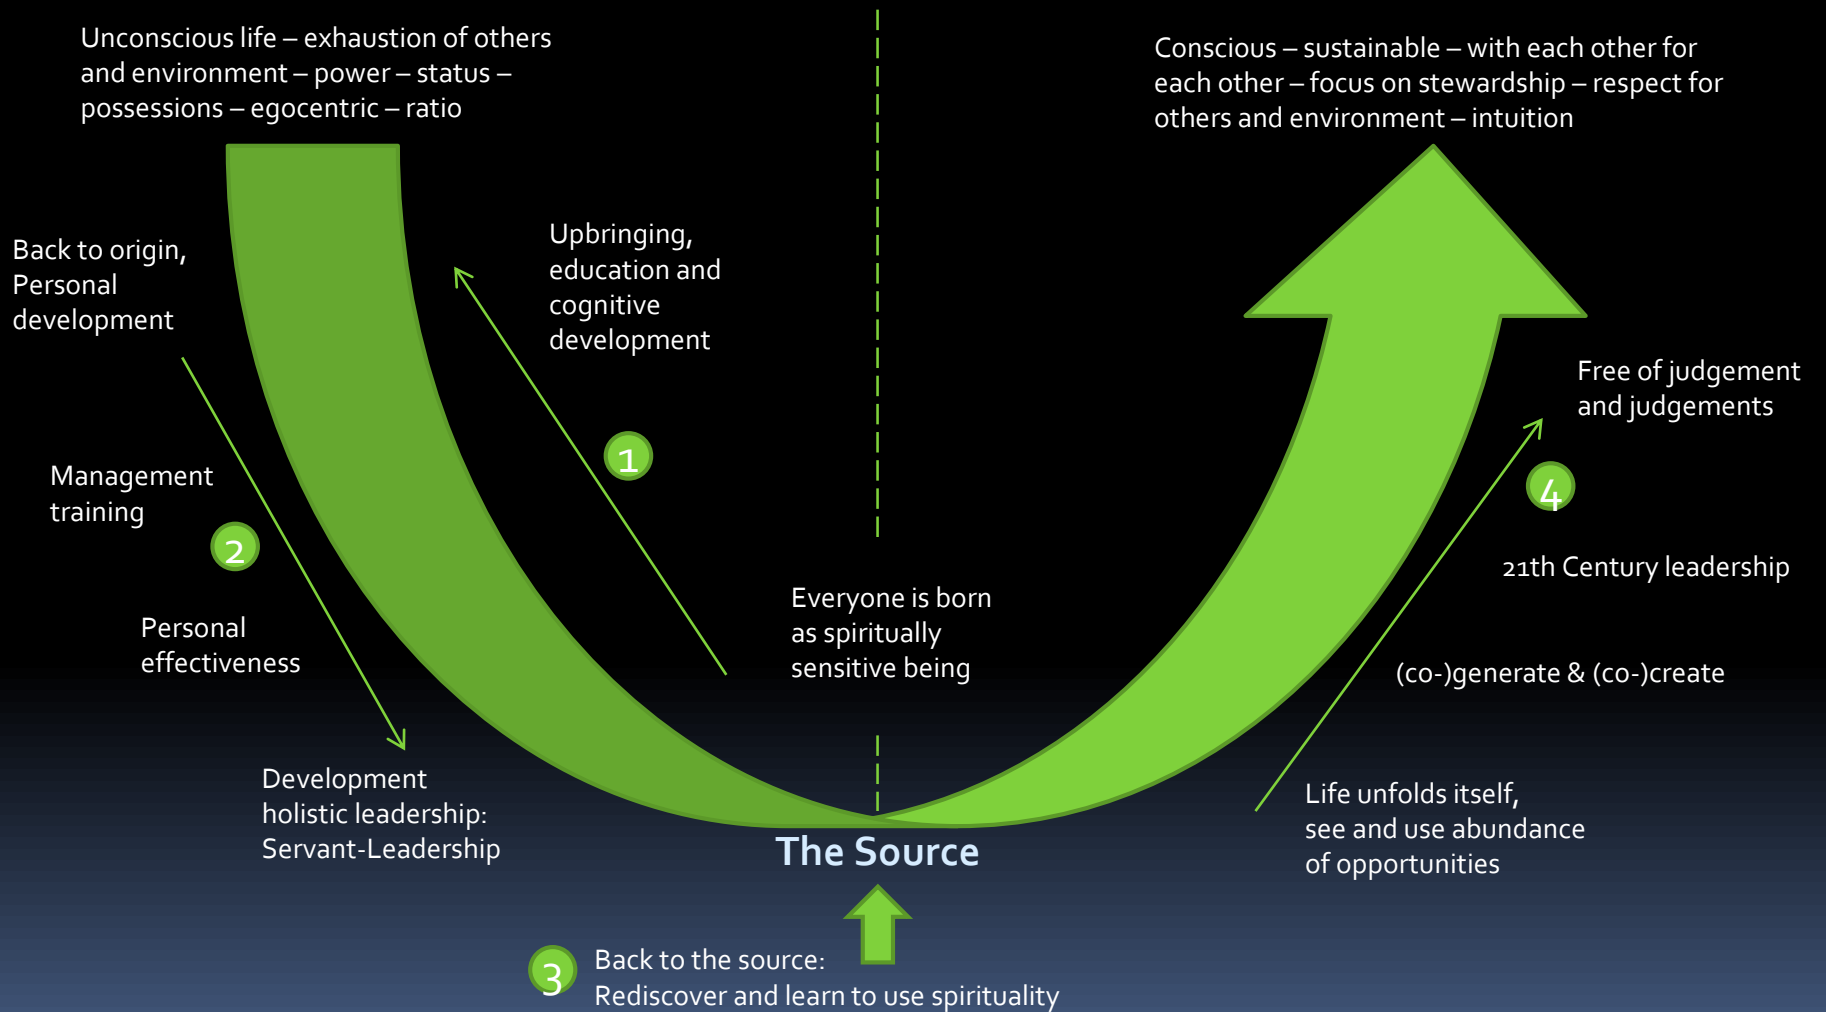 Unconscious life – exhaustion of others
and environment – power – status –
possessions – egocentric – ratio
Conscious – sustainable – with each other for
each other – focus on stewardship – respect for
others and environment – intuition
Back to origin,
Personal
development
Upbringing,
education and
cognitive
development
1
Management
training
2
Personal
effectiveness
Development
holistic leadership:
Servant-Leadership
Everyone is born
as spiritually
sensitive being
The Source
3
Back to the source:
Rediscover and learn to use spirituality
Free of judgement
and judgements
4
21th Century leadership
(co-)generate & (co-)create
Life unfolds itself,
see and use abundance
of opportunities